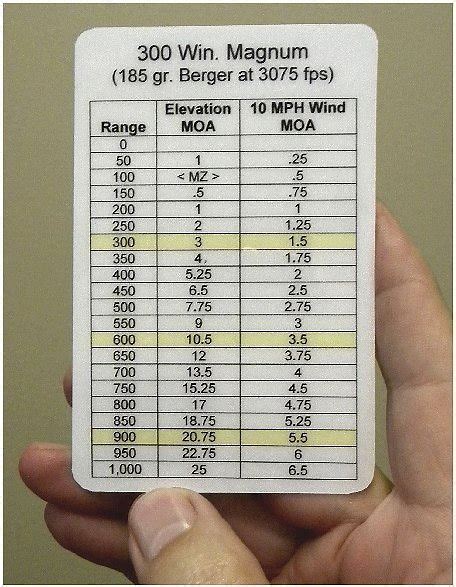 300 Win. Magnum
(185 gr. Berger at 3075 fps)
Range Elevation MOA 10 MPH Wind MOA
0
50 1 .25
100 < MZ > .5
150 .5 .75
200 1 1
250 2 1.25
300 3 1.5
350 4. 1.75
400 5.25 2
450 6.5 2.5
500 7.75 2.75
550 9 3
600 10.5 3.5
650 12 3.75
700 13.5 4
750 15.25 4.5
800 17 4.75
850 18.75 5.25
900 20.75 5.5
950 22.75 6
1,000 25 6.5